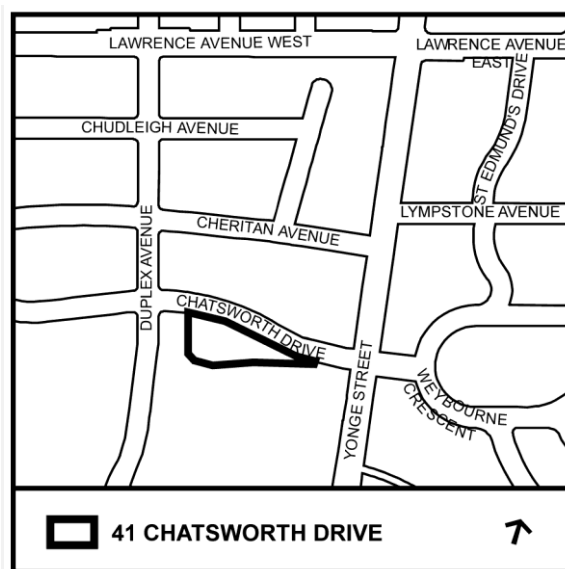 LAWRENCE AVENUE WEST
LAWRENCE AVENUE
EAST
CHUDLEIGH AVENUE
ST EDMUND'S DRIVE
LYMPSTONE AVENUE
CHERITAN AVENUE
DUPLEX AVENUE
CHATSWORTH DRIVE
YONGE STREET
WEYBOURNE
CRESCENT
41 CHATSWORTH DRIVE